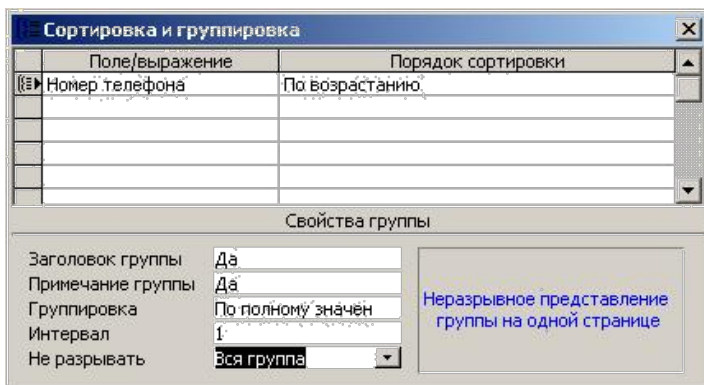 Сортировка и группировка
Поле/выражение Порядок сортировки
Номер телефона По возрастанию
Свойства группы
Заголовок группы Да
Примечание группы Да
Группировка По полному значен
Интервал 1
Не разрывать Вся группа
Неразрывное представление
группы на одной странице